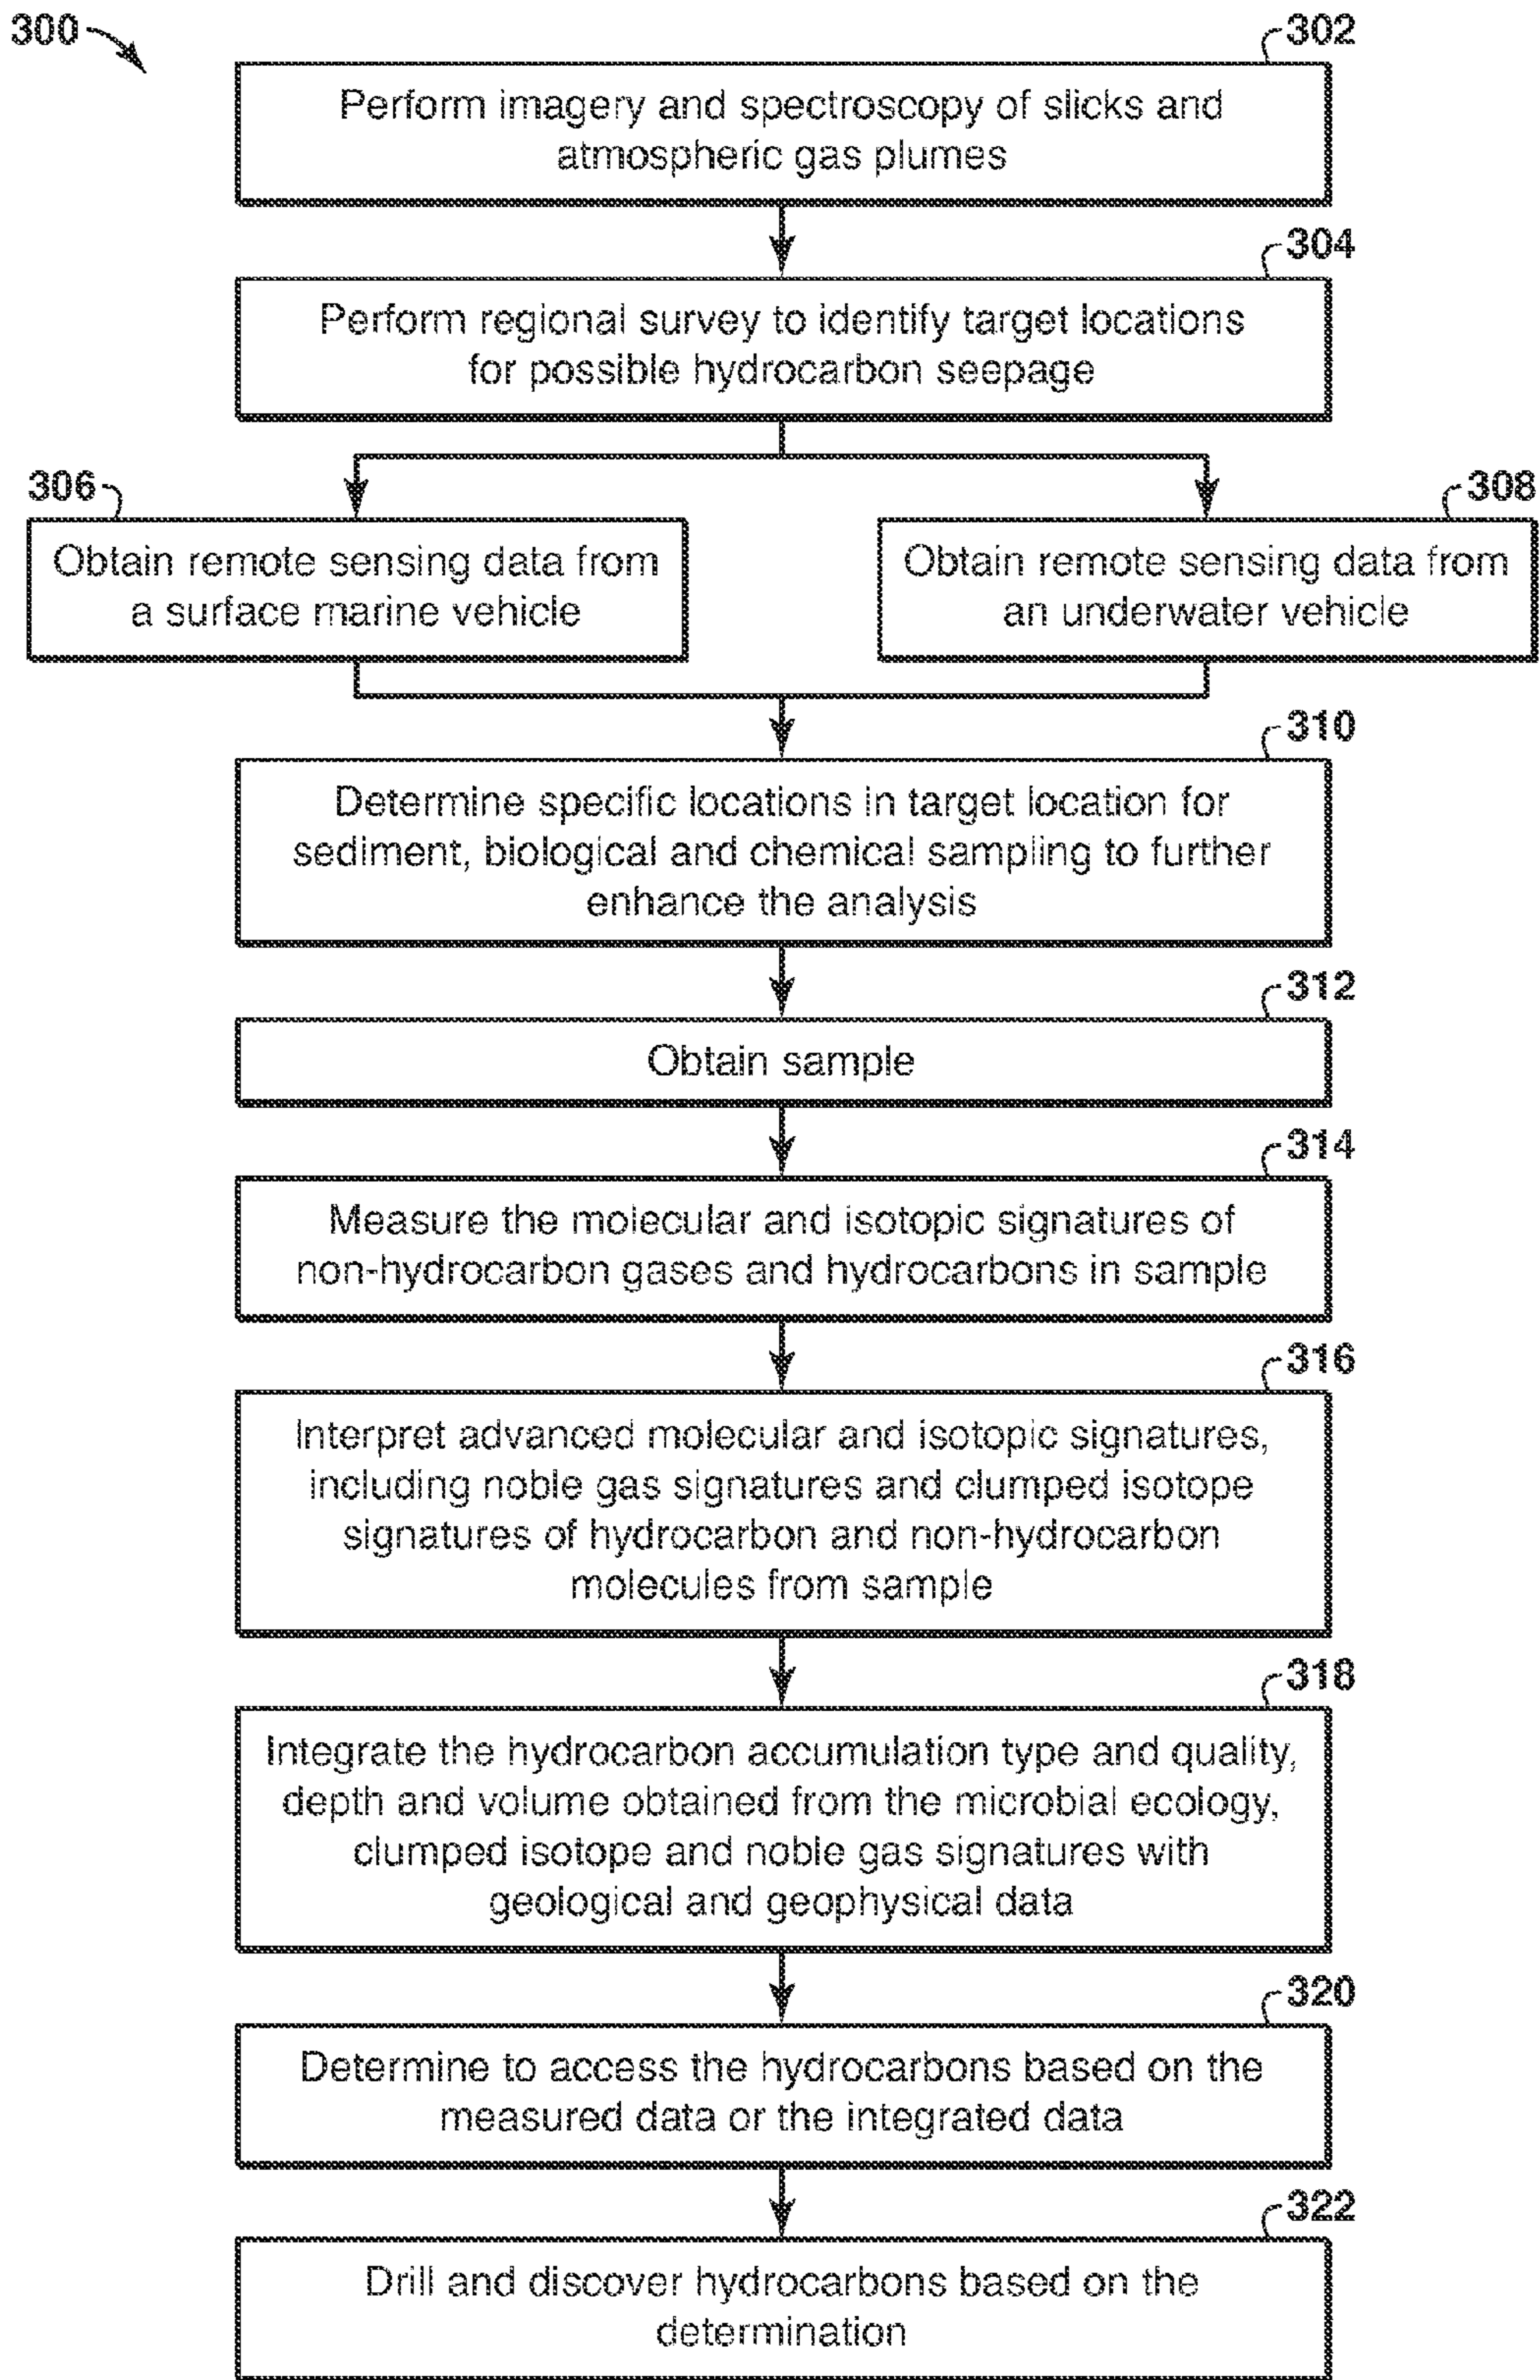 300
302
Perform imagery and spectroscopy of slicks and
atmospheric gas plumes
304
Perform regional survey to identify target locations
for possible hydrocarbon seepage
306
Obtain remote sensing data from
a surface marine vehicle
308
Obtain remote sensing data from
an underwater vehicle
310
Determine specific locations in target location for
sediment, biological and chemical sampling to further
enhance the analysis
312
Obtain sample
314
Measure the molecular and isotopic signatures of
non-hydrocarbon gases and hydrocarbons in sample
316
Interpret advanced molecular and isotopic signatures,
including noble gas signatures and clumped isotope
signatures of hydrocarbon and non-hydrocarbon
molecules from sample
318
Integrate the hydrocarbon accumulation type and quality,
depth and volume obtained from the microbial ecology,
clumped isotope and noble gas signatures with
geological and geophysical data
320
Determine to access the hydrocarbons based on the
measured data or the integrated data
322
Drill and discover hydrocarbons based on the
determination